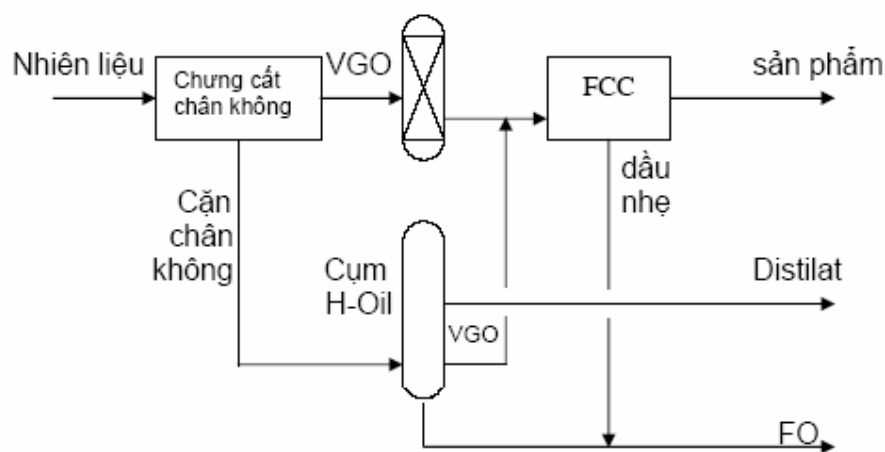 Nhiên liệu
Chưng cất
chân không
VGO
FCC
sản phẩm
dầu
nhẹ
Cặn
chân
không
Cụm
H-Oil
VGO
Distilat
FO